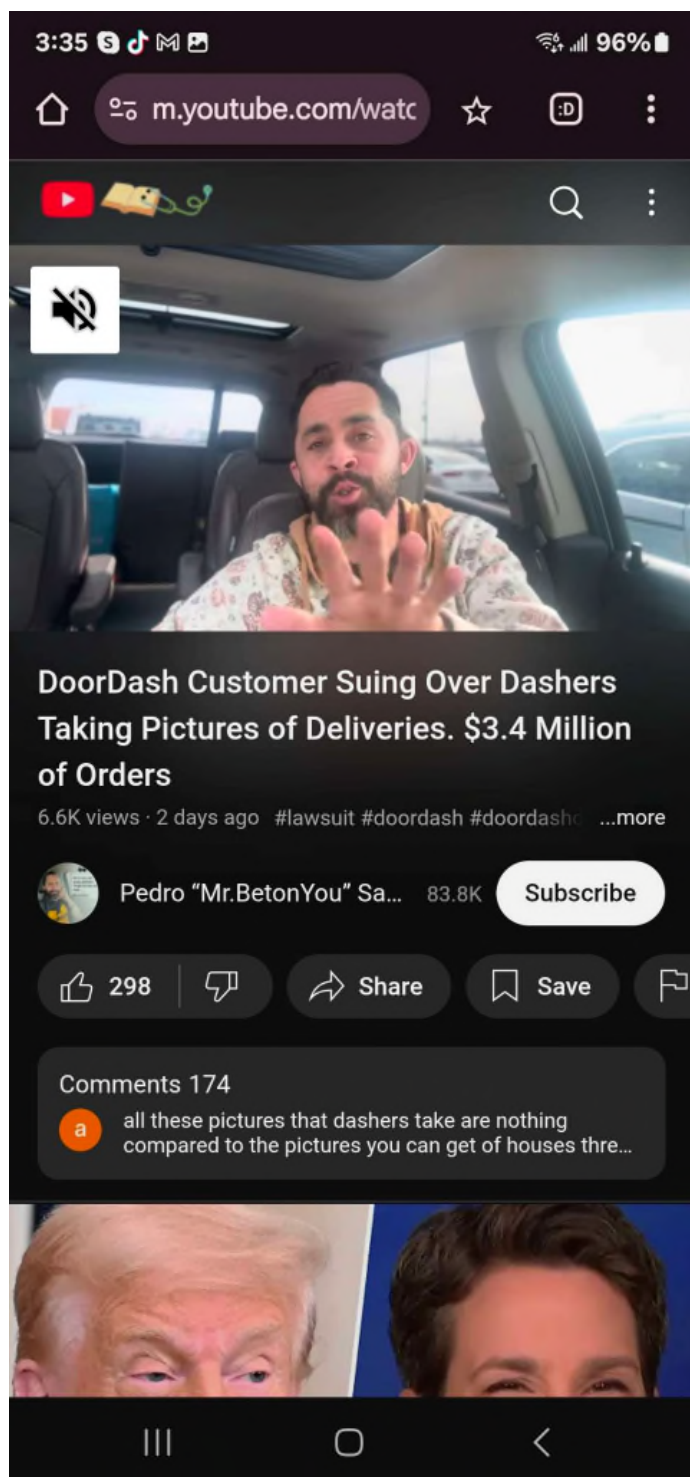 3:35
96%
m.youtube.com/watc
:D
DoorDash Customer Suing Over Dashers
Taking Pictures of Deliveries. $3.4 Million
of Orders
6.6K views · 2 days ago #lawsuit #doordash #doordash ...more
Pedro “Mr.BetonYou” Sa... 83.8K Subscribe
298 Share Save
Comments 174
a
all these pictures that dashers take are nothing
compared to the pictures you can get of houses thre...